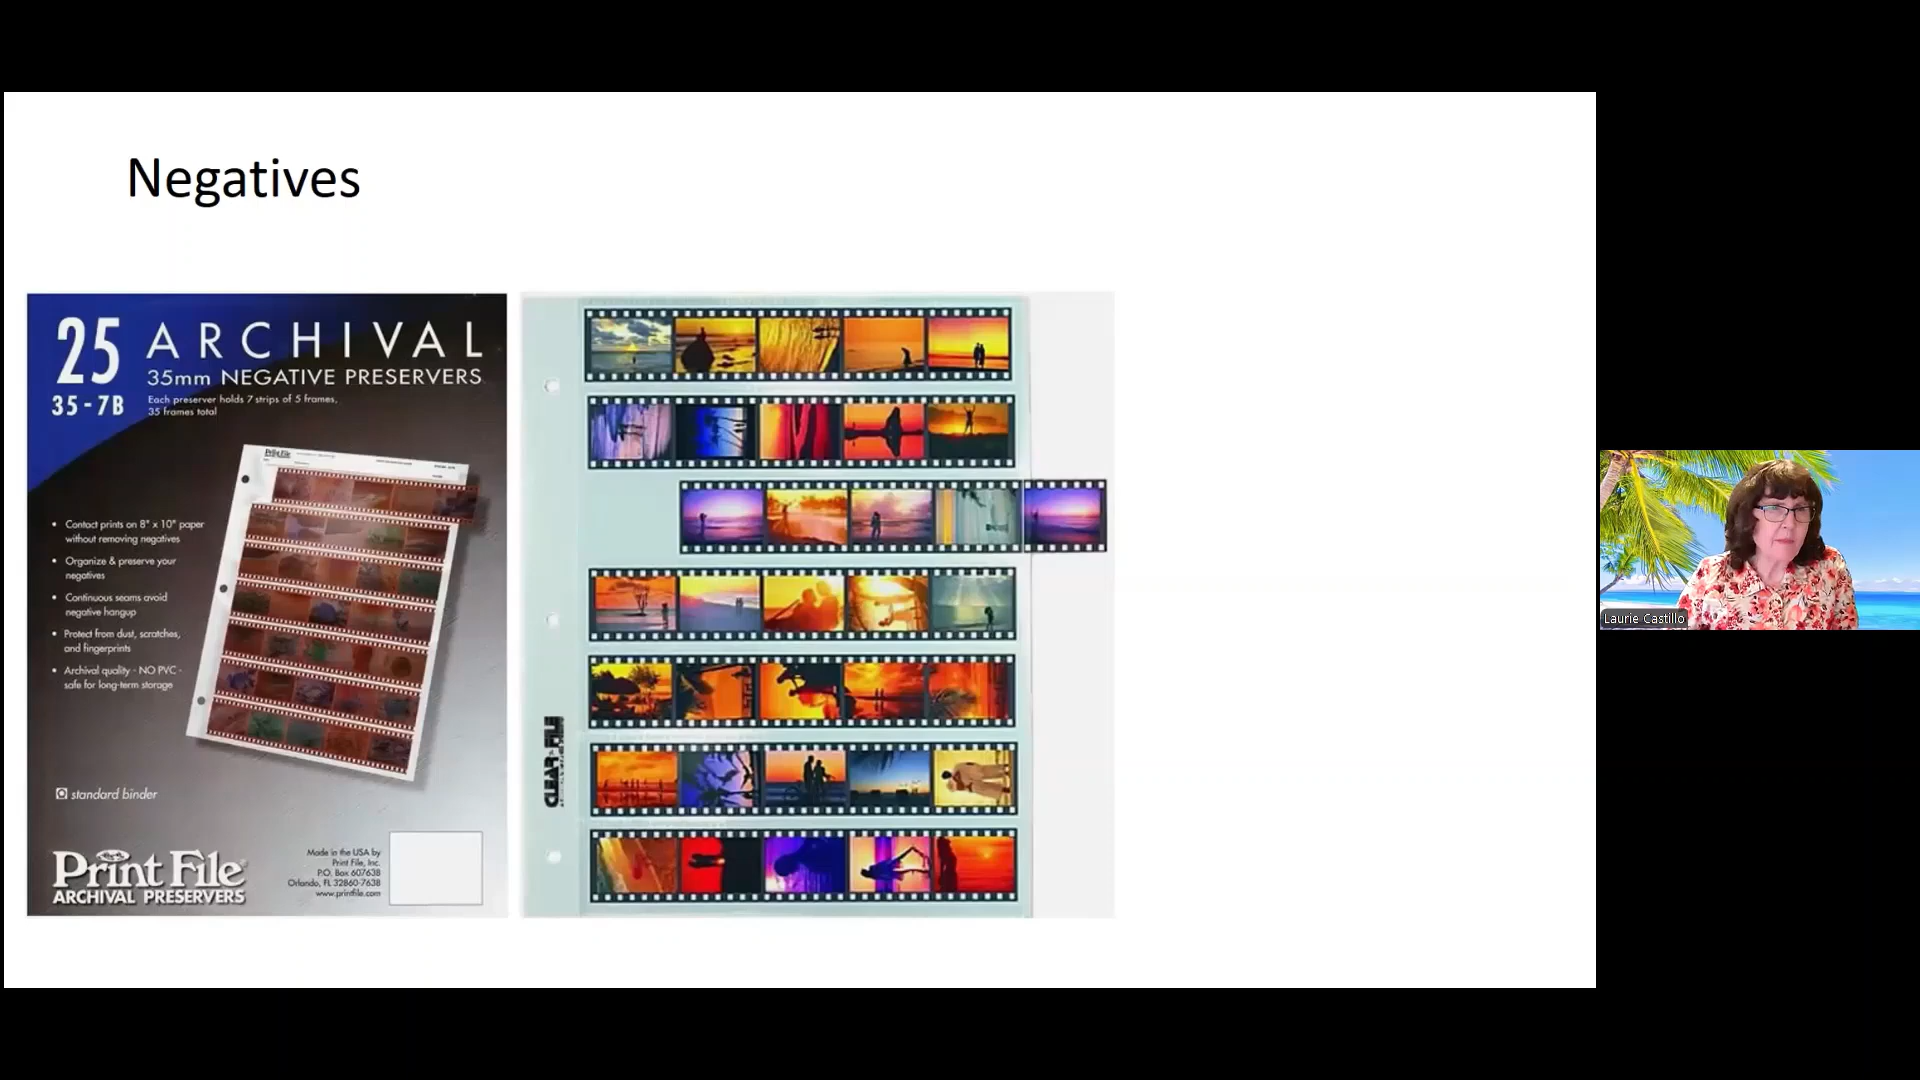 Negatives
25
35-7B
ARCHIVAL
35mm NEGATIVE PRESERVERS
Each preserver holds 7 strips of 5 frames,
35 frames total
Print File
• Contact prints on 8" x 10" paper
without removing negatives
• Organize & preserve your
negatives
• Continuous seams avoid
negative hangup
• Protect from dust, scratches,
and fingerprints
• Archival quality - NO PVC -
safe for long-term storage
standard binder
Print File®
ARCHIVAL PRESERVERS
Made in the USA by
Print File, Inc.
P.O. Box 607638
Orlando, FL 32860-7638
www.printfile.com
CLEAR FILE
Laurie Castillo